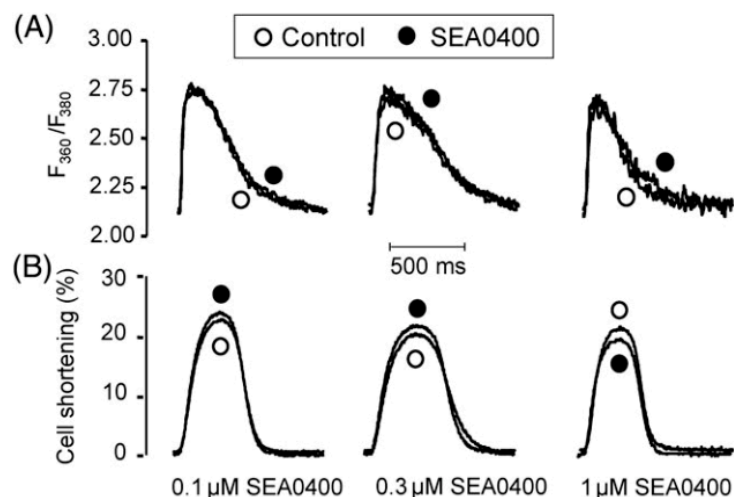 (A)
Control SEA0400
F360/F380
3.00
2.75
2.50
2.25
2.00
500 ms
(B)
Cell shortening (%)
30
20
10
0
0.1 µM SEA0400 0.3 µM SEA0400 1 µM SEA0400